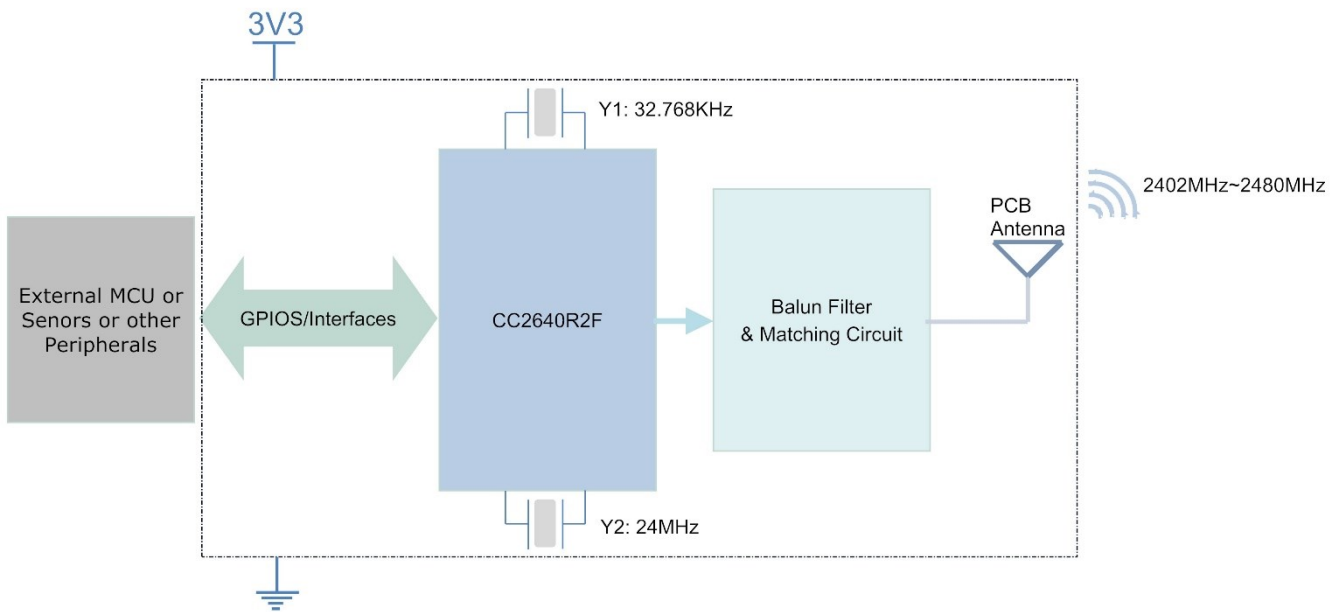 3V3
Y1: 32.768KHz
2402MHz~2480MHz
PCB
Antenna
External MCU or
Senors or other
Peripherals
GPIOS/Interfaces
CC2640R2F
Balun Filter
& Matching Circuit
Y2: 24MHz